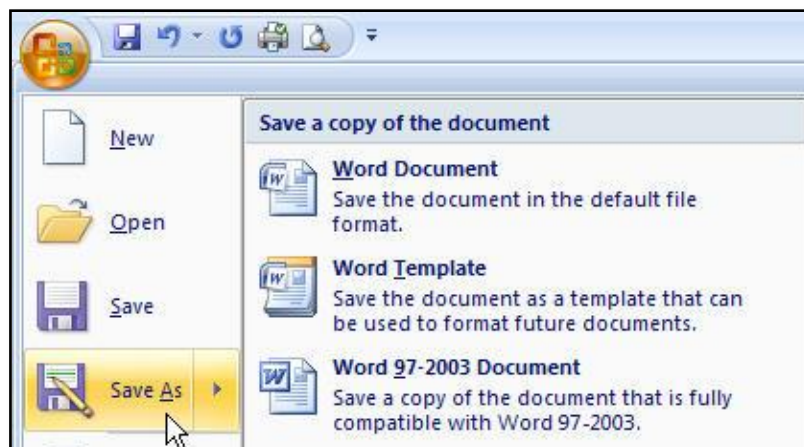 New
Open
Save
Save As
Save a copy of the document
Word Document
Save the document in the default file
format.
Word Template
Save the document as a template that can
be used to format future documents.
Word 97-2003 Document
Save a copy of the document that is fully
compatible with Word 97-2003.